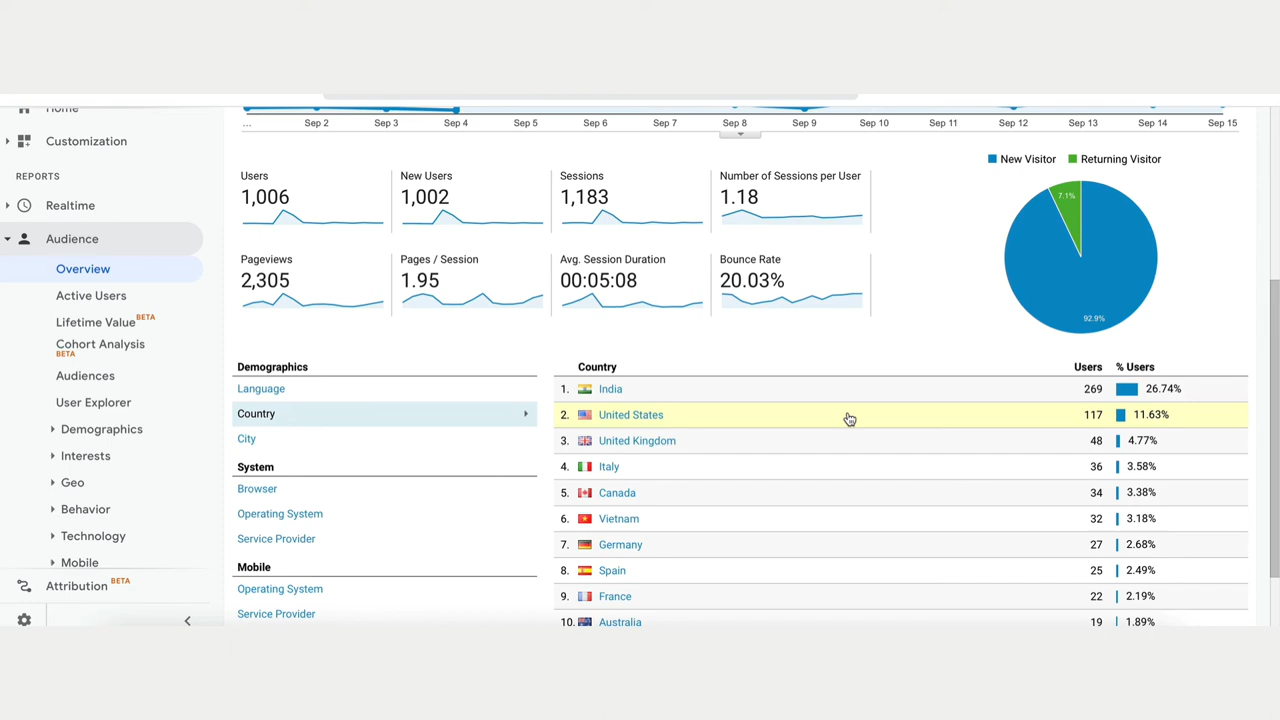 Home
Customization
REPORTS
Realtime
Audience
Overview
Active Users
Lifetime Value BETA
Cohort Analysis
BETA
Audiences
User Explorer
Demographics
Interests
Geo
Behavior
Technology
Mobile
Attribution BETA
... Sep 2 Sep 3 Sep 4 Sep 5 Sep 6 Sep 7 Sep 8 Sep 9 Sep 10 Sep 11 Sep 12 Sep 13 Sep 14 Sep 15
New Visitor Returning Visitor
Users New Users Sessions Number of Sessions per User
1,006 1,002 1,183 1.18
Pageviews Pages / Session Avg. Session Duration Bounce Rate
2,305 1.95 00:05:08 20.03%
7.1%
92.9%
Demographics
Language
Country
City
System
Browser
Operating System
Service Provider
Mobile
Operating System
Service Provider
Country Users % Users
1. India 269 26.74%
2. United States 117 11.63%
3. United Kingdom 48 4.77%
4. Italy 36 3.58%
5. Canada 34 3.38%
6. Vietnam 32 3.18%
7. Germany 27 2.68%
8. Spain 25 2.49%
9. France 22 2.19%
10. Australia 19 1.89%